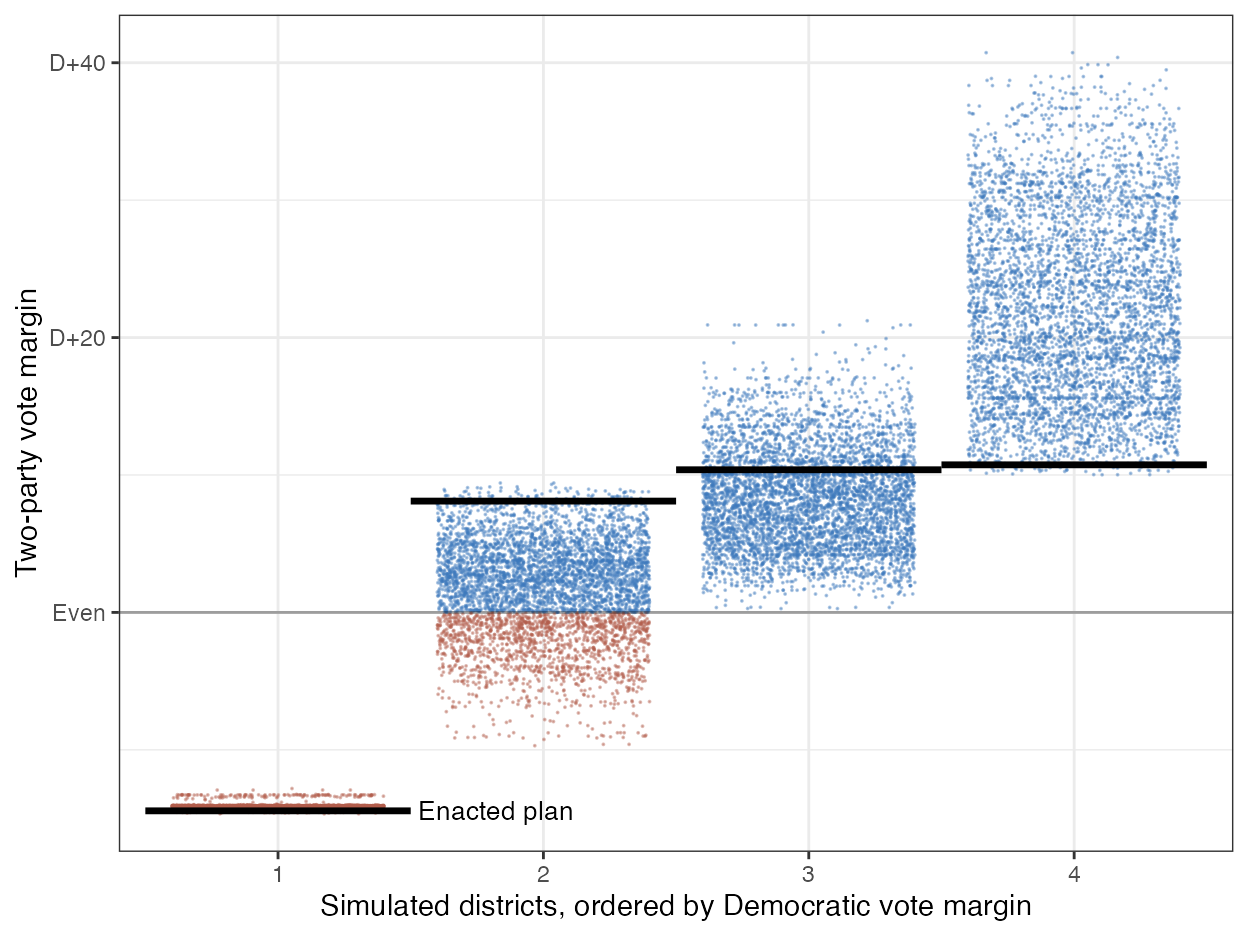 D+40
D+20
Even
Two-party vote margin
Enacted plan
1 2 3 4
Simulated districts, ordered by Democratic vote margin